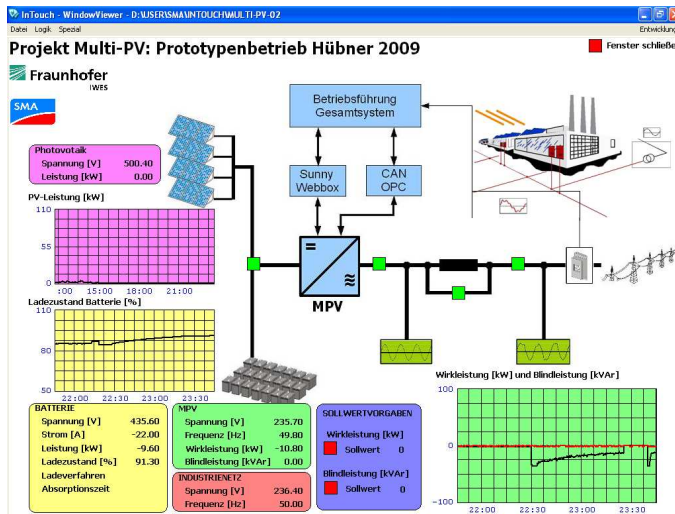 InTouch - WindowViewer - D:\USER\SMA\INTOUCH\MULTI-PV-02
Datei Logik Spezial Entwicklung
Projekt Multi-PV: Prototypenbetrieb Hübner 2009
Fenster schließe
Fraunhofer
IWES
SMA
Betriebsführung
Gesamtsystem
Sunny
Webbox
CAN
OPC
MPV
Photovotaik
Spannung [V] 500.40
Leistung [kW] 0.00
PV-Leistung [kW]
110
55
0
:00 15:00 18:00 21:00
Ladezustand Batterie [%]
110
80
50
22:00 22:30 23:00 23:30
Wirkleistung [kW] und Blindleistung [kVAr]
100
0
-100
22:00 22:30 23:00 23:30
BATTERIE
Spannung [V] 435.60
Strom [A] -22.00
Leistung [kW] -9.60
Ladezustand [%] 91.30
Ladeverfahren
Absorptionszeit
MPV
Spannung [V] 235.70
Frequenz [Hz] 49.80
Wirkleistung [kW] -10.80
Blindleistung [kVAr] 0.00
INDUSTRIENETZ
Spannung [V] 236.40
Frequenz [Hz] 50.00
SOLLWERTVORGABEN
Wirkleistung [kW]
Sollwert 0
Blindleistung [kVAr]
Sollwert 0